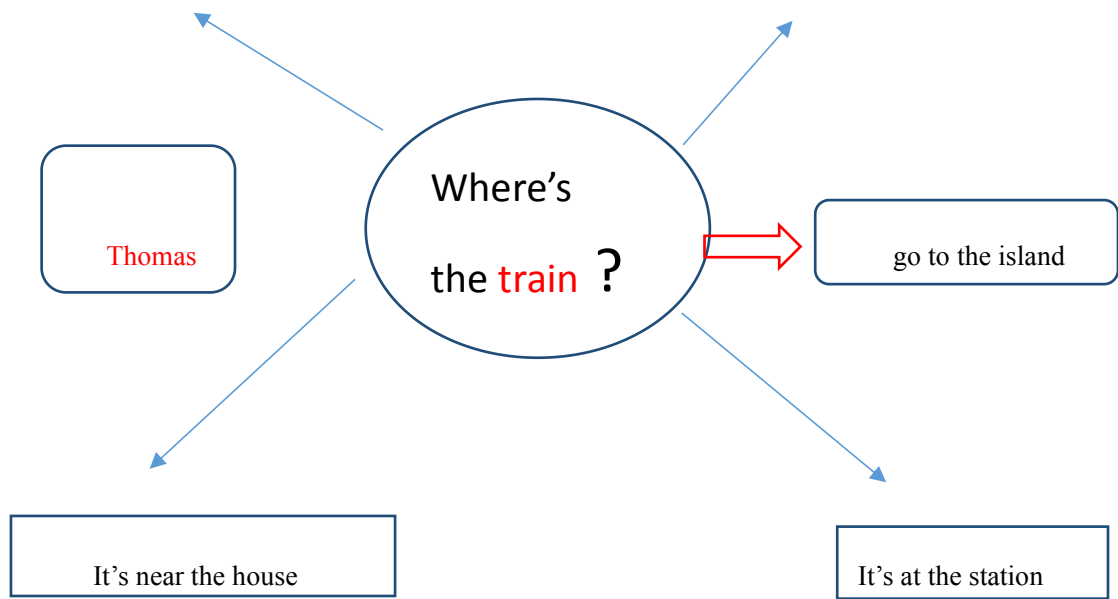 Where's
the train ?
Thomas
go to the island
It's near the house
It's at the station